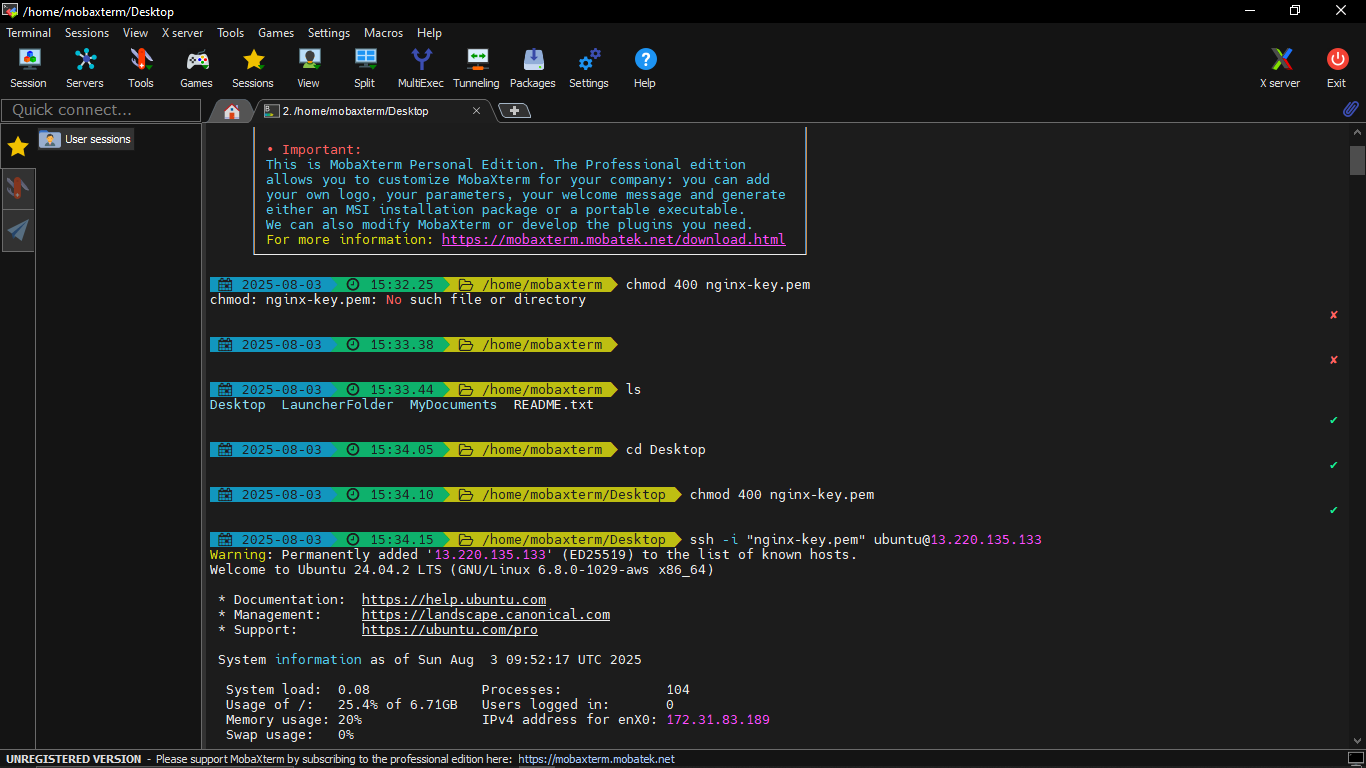 /home/mobaxterm/Desktop
Terminal Sessions View X server Tools Games Settings Macros Help
Session Servers Tools Games Sessions View Split MultiExec Tunneling Packages Settings Help X server Exit
Quick connect...
2. /home/mobaxterm/Desktop
User sessions
• Important:
This is MobaXterm Personal Edition. The Professional edition
allows you to customize MobaXterm for your company: you can add
your own logo, your parameters, your welcome message and generate
either an MSI installation package or a portable executable.
We can also modify MobaXterm or develop the plugins you need.
For more information: https://mobaxterm.mobatek.net/download.html
2025-08-03 15:32.25 /home/mobaxterm chmod 400 nginx-key.pem
chmod: nginx-key.pem: No such file or directory
2025-08-03 15:33.38 /home/mobaxterm
2025-08-03 15:33.44 /home/mobaxterm ls
Desktop LauncherFolder MyDocuments README.txt
2025-08-03 15:34.05 /home/mobaxterm cd Desktop
2025-08-03 15:34.10 /home/mobaxterm/Desktop chmod 400 nginx-key.pem
2025-08-03 15:34.15 /home/mobaxterm/Desktop ssh -i "nginx-key.pem" ubuntu@13.220.135.133
Warning: Permanently added '13.220.135.133' (ED25519) to the list of known hosts.
Welcome to Ubuntu 24.04.2 LTS (GNU/Linux 6.8.0-1029-aws x86_64)
* Documentation: https://help.ubuntu.com
* Management: https://landscape.canonical.com
* Support: https://ubuntu.com/pro
System information as of Sun Aug 3 09:52:17 UTC 2025
System load: 0.08 Processes: 104
Usage of /: 25.4% of 6.71GB Users logged in: 0
Memory usage: 20% IPv4 address for enX0: 172.31.83.189
Swap usage: 0%
UNREGISTERED VERSION - Please support MobaXterm by subscribing to the professional edition here: https://mobaxterm.mobatek.net